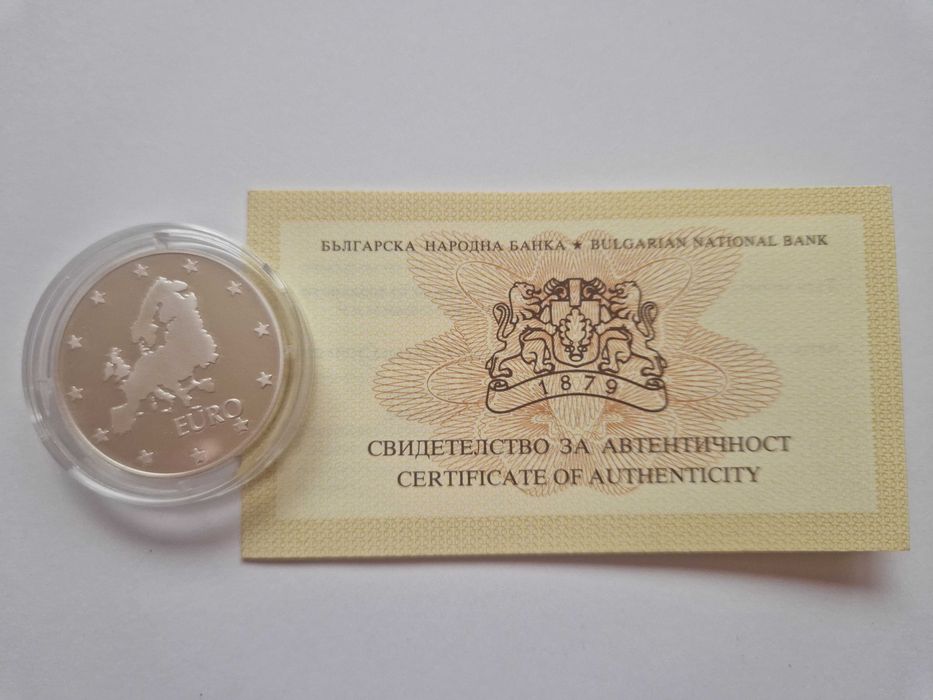 БЪЛГАРСКА НАРОДНА БАНКА ★ BULGARIAN NATIONAL BANK
1879
СВИДЕТЕЛСТВО ЗА АВТЕНТИЧНОСТ
CERTIFICATE OF AUTHENTICITY
EURO